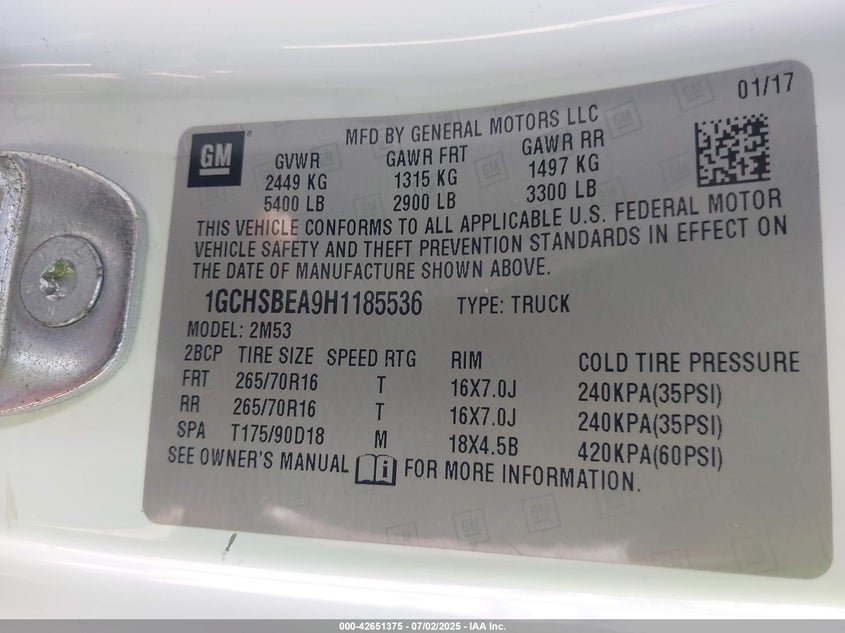 01/17
GM
MFD BY GENERAL MOTORS LLC
GVWR GAWR FRT GAWR RR
2449 KG 1315 KG 1497 KG
5400 LB 2900 LB 3300 LB
THIS VEHICLE CONFORMS TO ALL APPLICABLE U.S. FEDERAL MOTOR
VEHICLE SAFETY AND THEFT PREVENTION STANDARDS IN EFFECT ON
THE DATE OF MANUFACTURE SHOWN ABOVE.
1GCHSBEA9H1185536 TYPE: TRUCK
MODEL: 2M53
2BCP TIRE SIZE SPEED RTG RIM COLD TIRE PRESSURE
FRT 265/70R16 T 16X7.0J 240KPA(35PSI)
RR 265/70R16 T 16X7.0J 240KPA(35PSI)
SPA T175/90D18 M 18X4.5B 420KPA(60PSI)
SEE OWNER'S MANUAL FOR MORE INFORMATION.
000-42651375 - 07/02/2025 - IAA Inc.